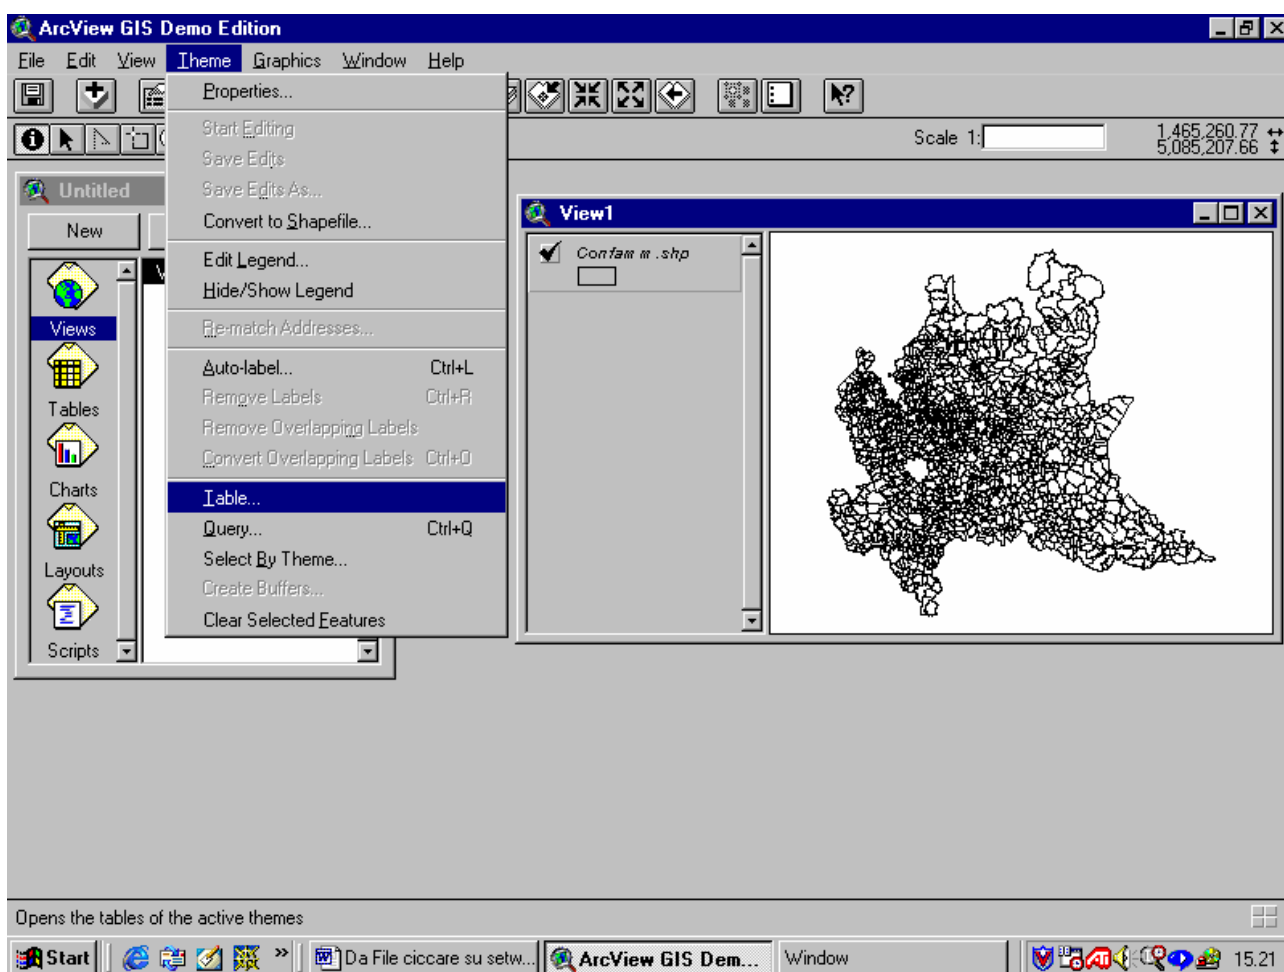 ArcView GIS Demo Edition
File Edit View Theme Graphics Window Help
Scale 1:
1,465,260.77
5,085,207.66
Untitled
New
Views
Tables
Charts
Layouts
Scripts
Properties...
Start Editing
Save Edits
Save Edits As...
Convert to Shapefile...
Edit Legend...
Hide/Show Legend
Re-match Addresses...
Auto-label... Ctrl+L
Remove Labels Ctrl+R
Remove Overlapping Labels
Convert Overlapping Labels Ctrl+O
Table...
Query... Ctrl+Q
Select By Theme...
Create Buffers...
Clear Selected Features
View1
Confamm.shp
Opens the tables of the active themes
Start
Da File ciccare su setw...
ArcView GIS Dem...
Window
15.21